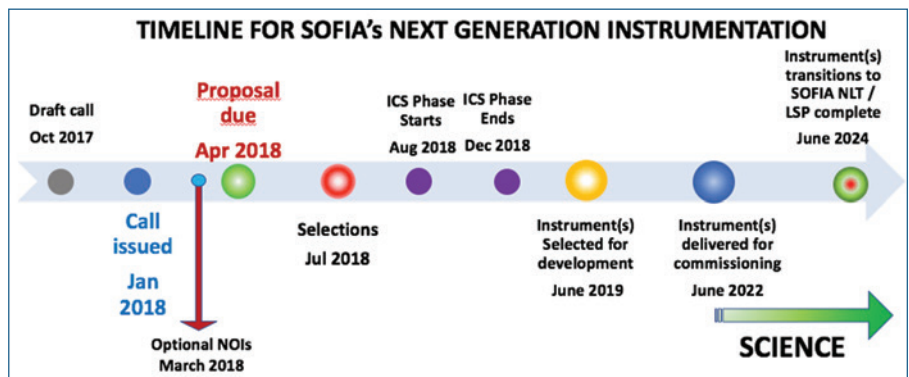 TIMELINE FOR SOFIA's NEXT GENERATION INSTRUMENTATION
Draft call
Oct 2017
Call
issued
Jan
2018
Optional NOIs
March 2018
Proposal
due
Apr 2018
Selections
Jul 2018
ICS Phase
Starts
Aug 2018
ICS Phase
Ends
Dec 2018
Instrument(s)
Selected for
development
June 2019
Instrument(s)
delivered for
commissioning
June 2022
Instrument(s)
transitions to
SOFIA NLT /
LSP complete
June 2024
SCIENCE